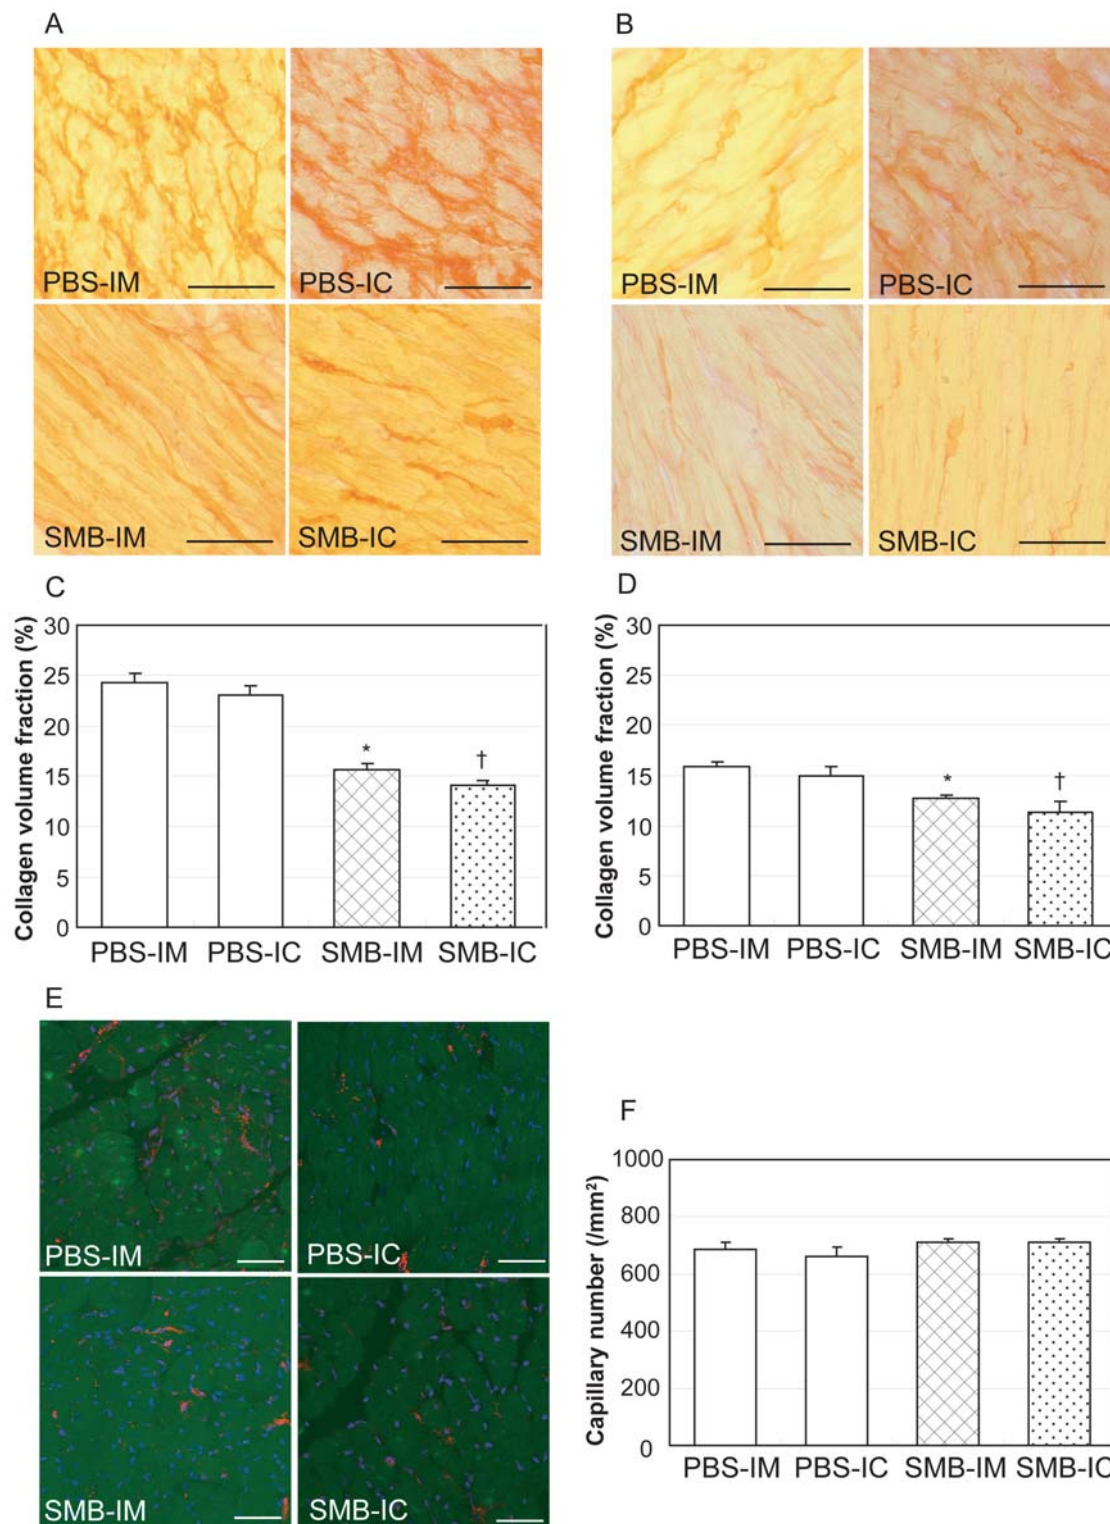 A
B
PBS-IM
PBS-IC
PBS-IM
PBS-IC
SMB-IM
SMB-IC
SMB-IM
SMB-IC
C
D
Collagen volume fraction (%)
30
25
20
15
10
5
0
*
†
PBS-IM
PBS-IC
SMB-IM
SMB-IC
Collagen volume fraction (%)
30
25
20
15
10
5
0
*
†
PBS-IM
PBS-IC
SMB-IM
SMB-IC
E
PBS-IM
PBS-IC
SMB-IM
SMB-IC
F
Capillary number (/mm²)
1000
800
600
400
200
0
PBS-IM
PBS-IC
SMB-IM
SMB-IC